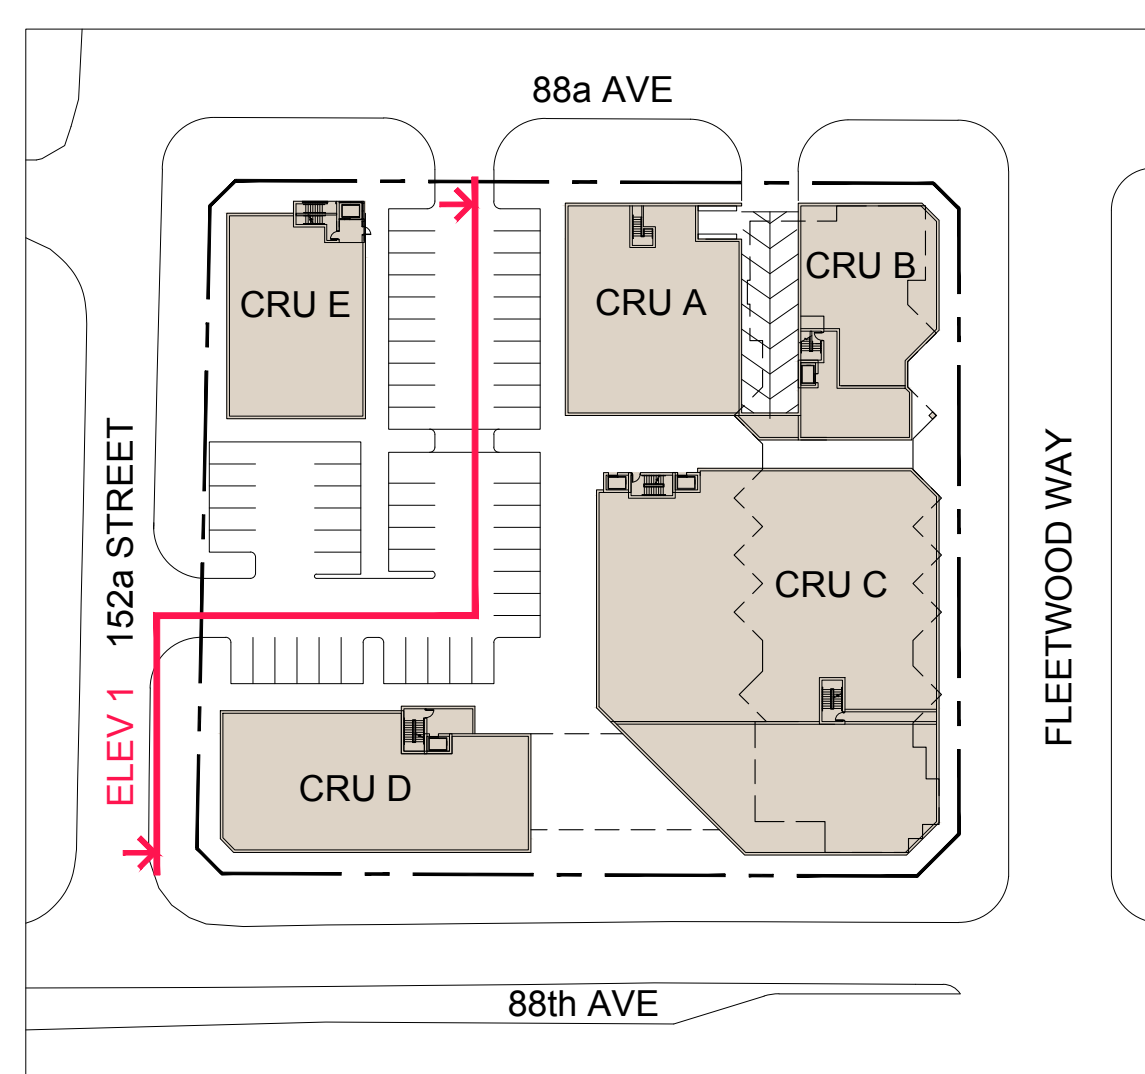 88a AVE
CRU E
CRU A
CRU B
152a STREET
CRU C
FLEETWOOD WAY
ELEV 1
CRU D
88th AVE